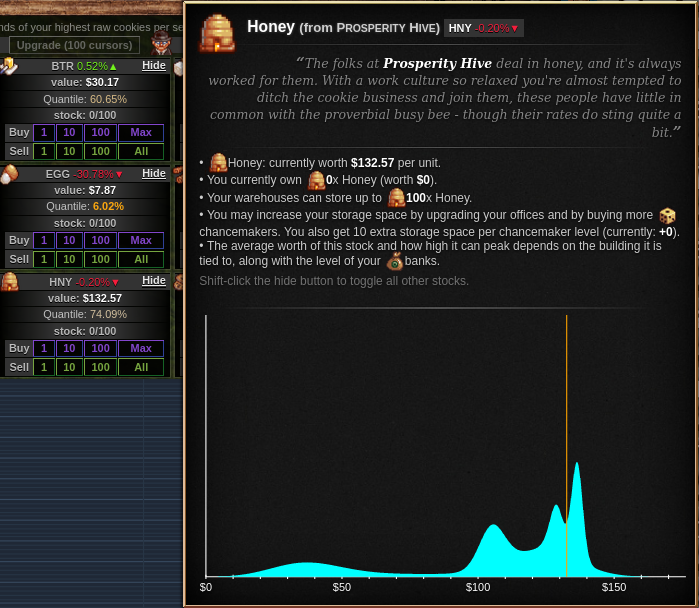 nds of your highest raw cookies per se
Upgrade (100 cursors)
BTR 0.52%▲ Hide
value: $30.17
Quantile: 60.65%
stock: 0/100
Buy 1 10 100 Max
Sell 1 10 100 All
EGG -30.78%▼ Hide
value: $7.87
Quantile: 6.02%
stock: 0/100
Buy 1 10 100 Max
Sell 1 10 100 All
HNY -0.20%▼ Hide
value: $132.57
Quantile: 74.09%
stock: 0/100
Buy 1 10 100 Max
Sell 1 10 100 All
Honey (from Prosperity Hive) HNY -0.20%▼
“The folks at Prosperity Hive deal in honey, and it's always
worked for them. With a work culture so relaxed you're almost tempted to
ditch the cookie business and join them, these people have little in
common with the proverbial busy bee - though their rates do sting quite a
bit.”
• Honey: currently worth $132.57 per unit.
• You currently own 0x Honey (worth $0).
• Your warehouses can store up to 100x Honey.
• You may increase your storage space by upgrading your offices and by buying more
chancemakers. You also get 10 extra storage space per chancemaker level (currently: +0).
• The average worth of this stock and how high it can peak depends on the building it is
tied to, along with the level of your banks.
Shift-click the hide button to toggle all other stocks.
$0 $50 $100 $150